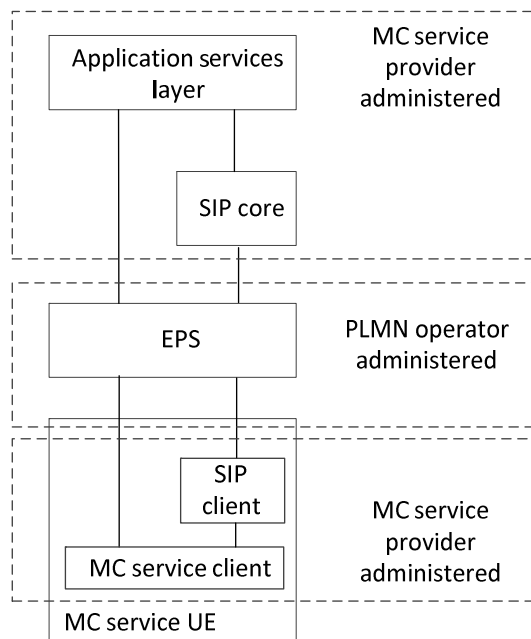 Application services
layer
MC service
provider
administered
SIP core
EPS
PLMN operator
administered
SIP
client
MC service client
MC service
provider
administered
MC service UE